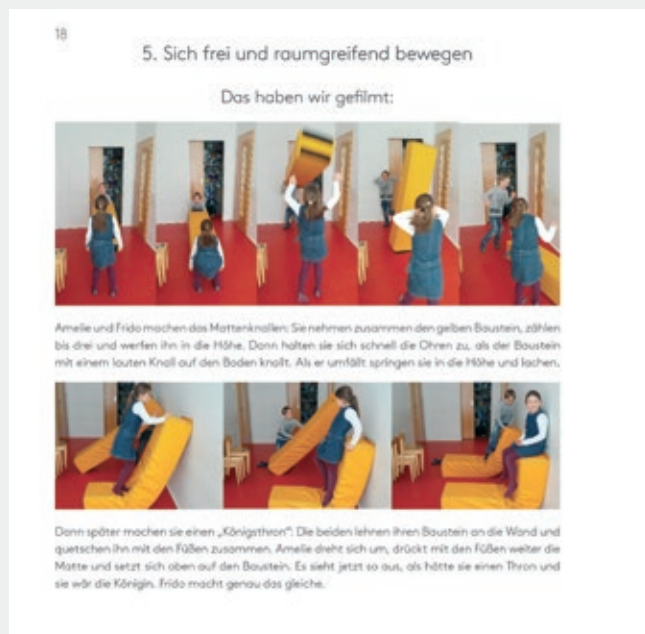 18
5. Sich frei und raumgreifend bewegen
Das haben wir gefilmt:
Amelie und Frido machen das Mattenknallen: Sie nehmen zusammen den gelben Baustein, zählen
bis drei und werfen ihn in die Höhe. Dann halten sie sich schnell die Ohren zu, als der Baustein
mit einem lauten Knall auf den Boden knallt. Als er umfällt springen sie in die Höhe und lachen.
Dann später machen sie einen „Königsthron“: Die beiden lehnen ihren Baustein an die Wand und
quetschen ihn mit den Füßen zusammen. Amelie dreht sich um, drückt mit den Füßen weiter die
Matte und setzt sich oben auf den Baustein. Es sieht jetzt so aus, als hätte sie einen Thron und
sie wär die Königin. Frido macht genau das gleiche.